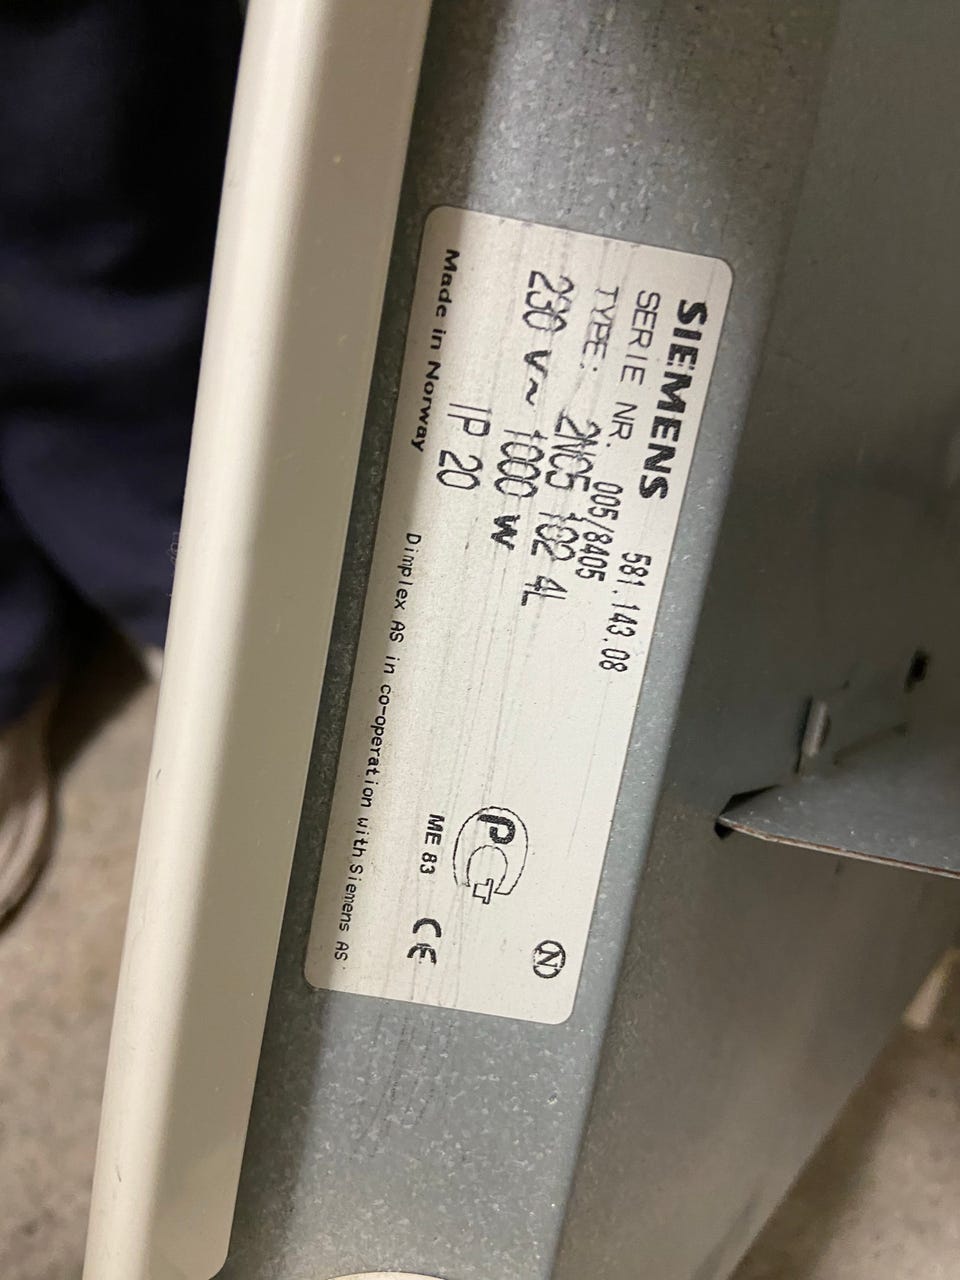 SIEMENS 581.143.08
SERIE NR. 005/8405
TYPE: 2NC5 102 4L
230 V~ 1000 W
IP 20
Made in Norway
Dimplex AS in co-operation with Siemens AS.
N
PCT
ME 83
CE